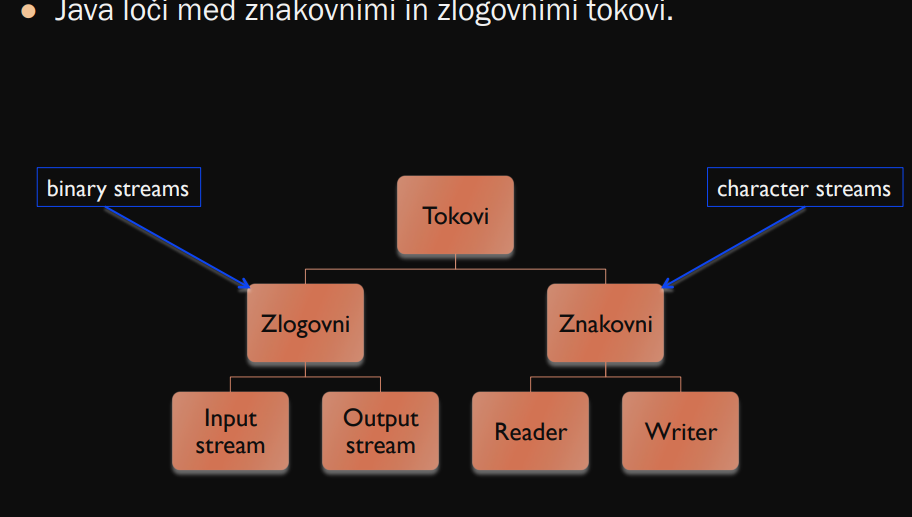 Java loči med znakovnimi in zlogovnimi tokovi.
binary streams
character streams
Tokovi
Zlogovni
Znakovni
Input
stream
Output
stream
Reader
Writer